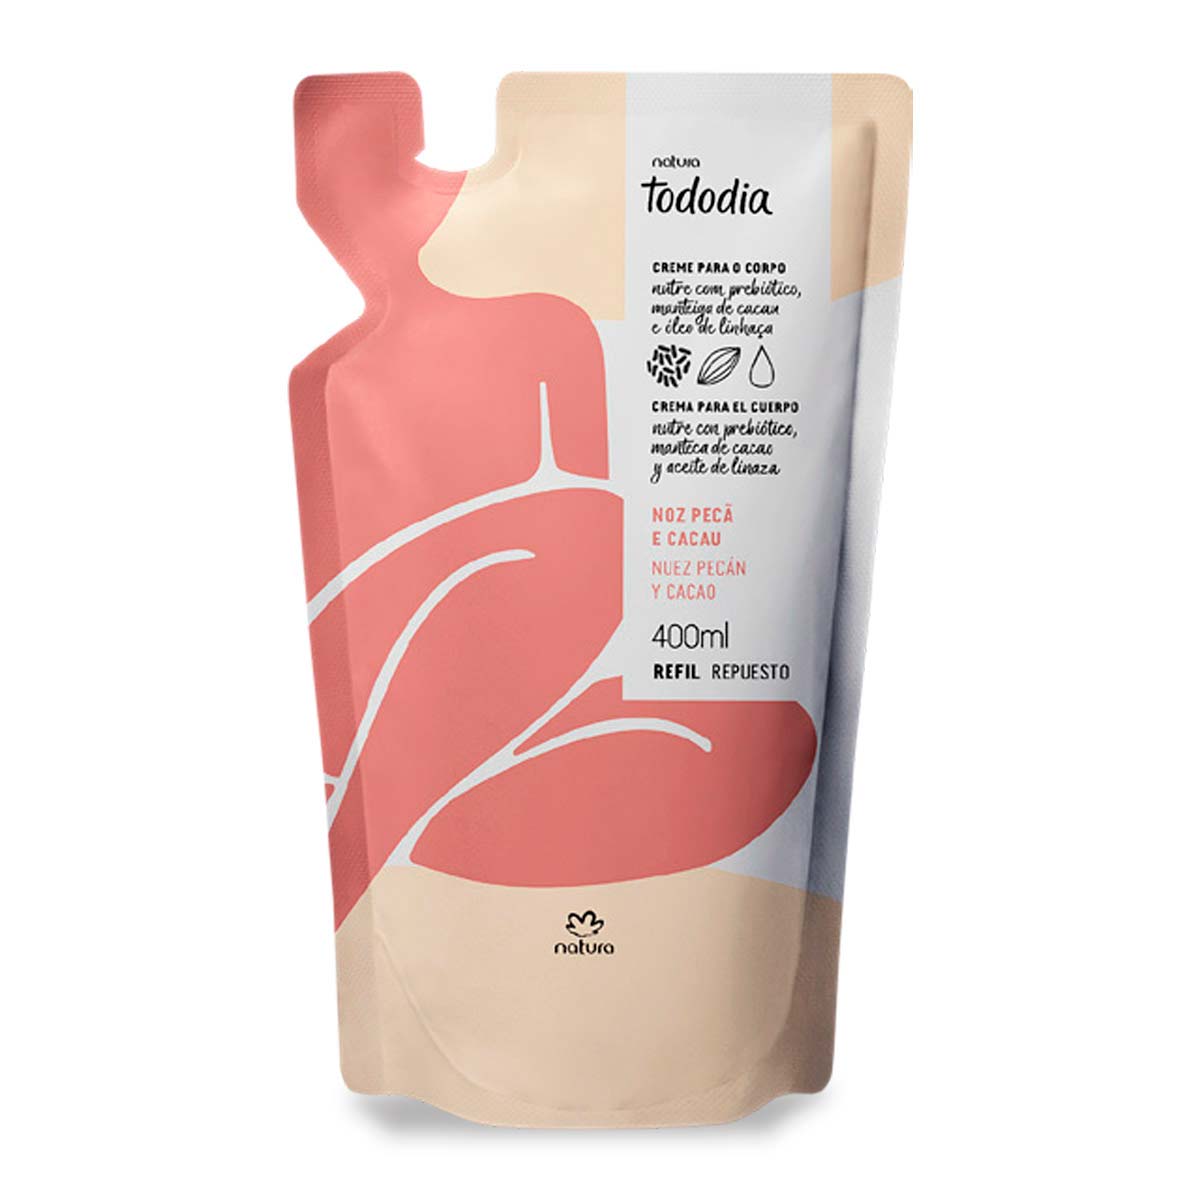 natura
Tododia
CREME PARA O CORPO
nutre com prebiótico,
manteiga de cacau
e óleo de linhaça
CREMA PARA EL CUERPO
nutre con prebiótico,
manteca de cacao
y aceite de linaza
NOZ PECÃ
E CACAU
NUEZ PECÁN
Y CACAO
400ml
REFIL REPUESTO
natura